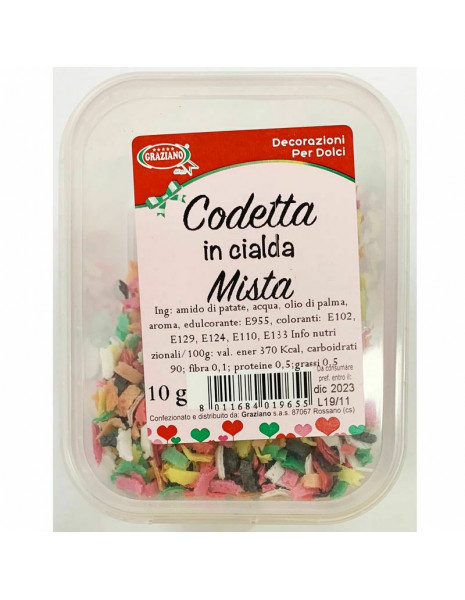 GRAZIANO
Decorazioni
Per Dolci
Codetta
in cialda
Mista
Ing: amido di patate, acqua, olio di palma,
aroma, edulcorante: E955, coloranti: E102,
E129, E124, E110, E133 Info nutri
zionali/100g: val. ener 370 Kcal, carboidrati
90; fibra 0,1; proteine 0,5;grassi 0,5
10 g
8 011684 019655
Da consumare
pref. entro il:
dic 2023
L19/11
Confezionato e distribuito da: Graziano s.a.s. 87067 Rossano (cs)